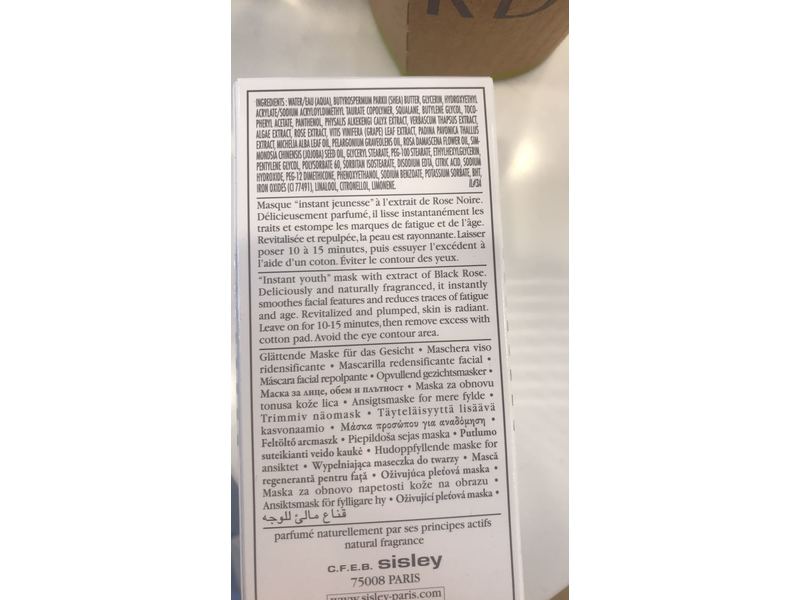 RD
INGREDIENTS: WATER/EAU (AQUA), BUTYROSPERMUM PARKII (SHEA) BUTTER, GLYCERIN, HYDROXYETHYL
ACRYLATE/SODIUM ACRYLOYLDIMETHYL TAURATE COPOLYMER, SQUALANE, BUTYLENE GLYCOL, TOCO-
PHERYL ACETATE, PANTHENOL, PHYSALIS ALKEKENGI CALYX EXTRACT, VERBASCUM THAPSUS EXTRACT,
ALGAE EXTRACT, ROSE EXTRACT, VITIS VINIFERA (GRAPE) LEAF EXTRACT, PADINA PAVONICA THALLUS
EXTRACT, MICHELIA ALBA LEAF OIL, PELARGONIUM GRAVEOLENS OIL, ROSA DAMASCENA FLOWER OIL, SIM-
MONDSIA CHINENSIS (JOJOBA) SEED OIL, GLYCERYL STEARATE, PEG-100 STEARATE, ETHYLHEXYLGLYCERIN,
PENTYLENE GLYCOL, POLYSORBATE 60, SORBITAN ISOSTEARATE, DISODIUM EDTA, CITRIC ACID, SODIUM
HYDROXIDE, PEG-12 DIMETHICONE, PHENOXYETHANOL, SODIUM BENZOATE, POTASSIUM SORBATE, BHT,
IRON OXIDES (CI 77491), LINALOOL, CITRONELLOL, LIMONENE. IL#3A
Masque "instant jeunesse" à l'extrait de Rose Noire.
Délicieusement parfumé, il lisse instantanément les
traits et estompe les marques de fatigue et de l'âge.
Revitalisée et repulpée, la peau est rayonnante. Laisser
poser 10 à 15 minutes, puis essuyer l'excédent à
l'aide d'un coton. Éviter le contour des yeux.
"Instant youth" mask with extract of Black Rose.
Deliciously and naturally fragranced, it instantly
smoothes facial features and reduces traces of fatigue
and age. Revitalized and plumped, skin is radiant.
Leave on for 10-15 minutes, then remove excess with
cotton pad. Avoid the eye contour area.
Glättende Maske für das Gesicht • Maschera viso
ridensificante • Mascarilla redensificante facial •
Máscara facial repolpante • Opvullend gezichtsmasker •
Маска за лице, обем и плътност • Maska za obnovu
tonusa kože lica • Ansigtsmaske for mere fylde •
Trimmiv näomask • Täyteläisyyttä lisäävä
kasvonaamio • Μάσκα προσώπου για αναδόμηση •
Feltöltő arcmaszk • Piepildoša sejas maska • Putlumo
suteikianti veido kaukė • Hudoppfyllende maske for
ansiktet • Wypełniająca maseczka do twarzy • Mască
regenerantă pentru față • Oživujúca pleťová maska •
Maska za obnovo napetosti kože na obrazu •
Ansiktsmask för fylligare hy • Oživující pleťová maska •
قناع مالئ للوجه
parfumé naturellement par ses principes actifs
natural fragrance
C.F.E.B. sisley
75008 PARIS
www.sisley-paris.com